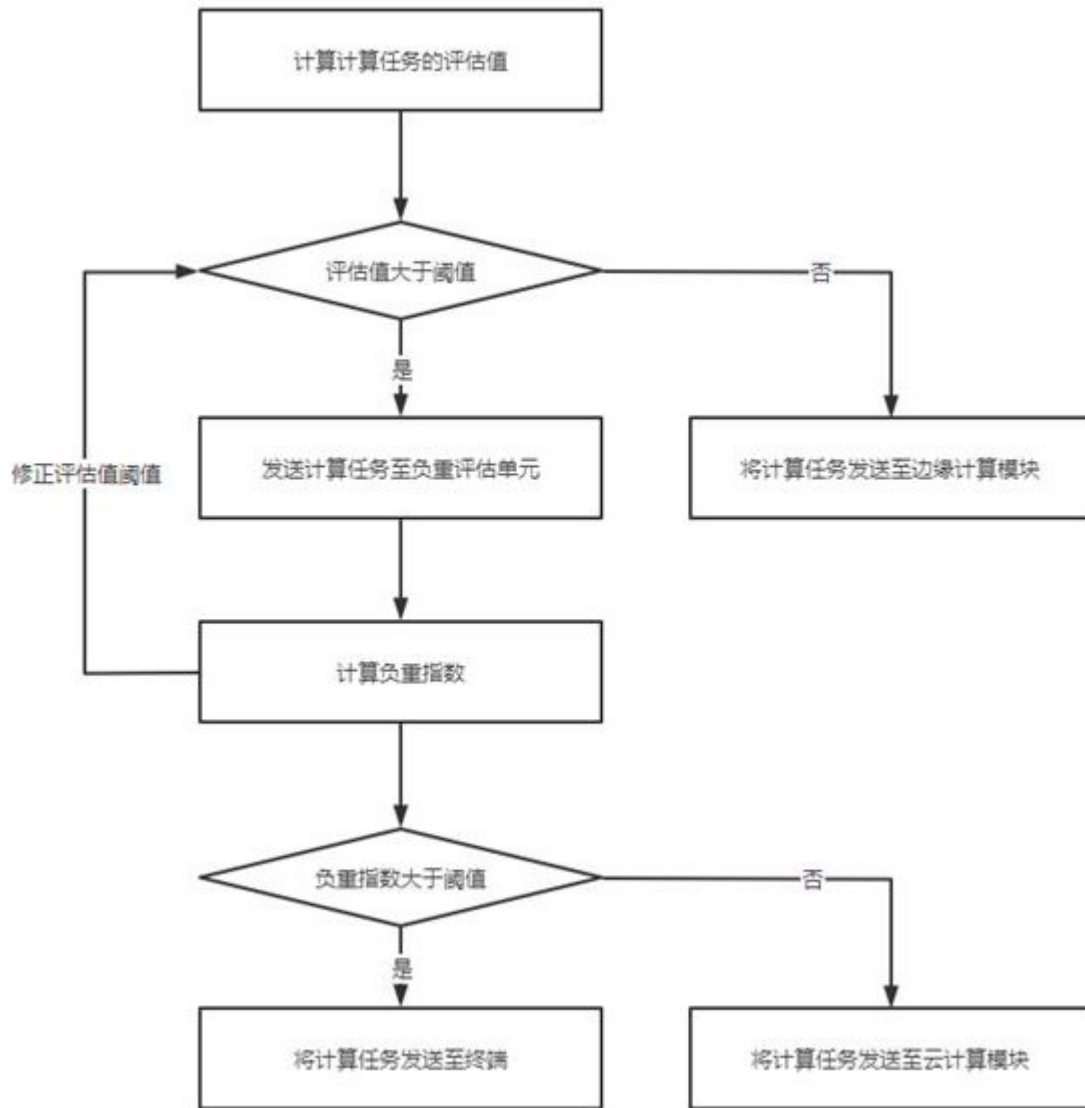 计算计算任务的评估值
评估值大于阈值
否
是
发送计算任务至负重评估单元
将计算任务发送至边缘计算模块
修正评估值阈值
计算负重指数
负重指数大于阈值
否
是
将计算任务发送至终端
将计算任务发送至云计算模块